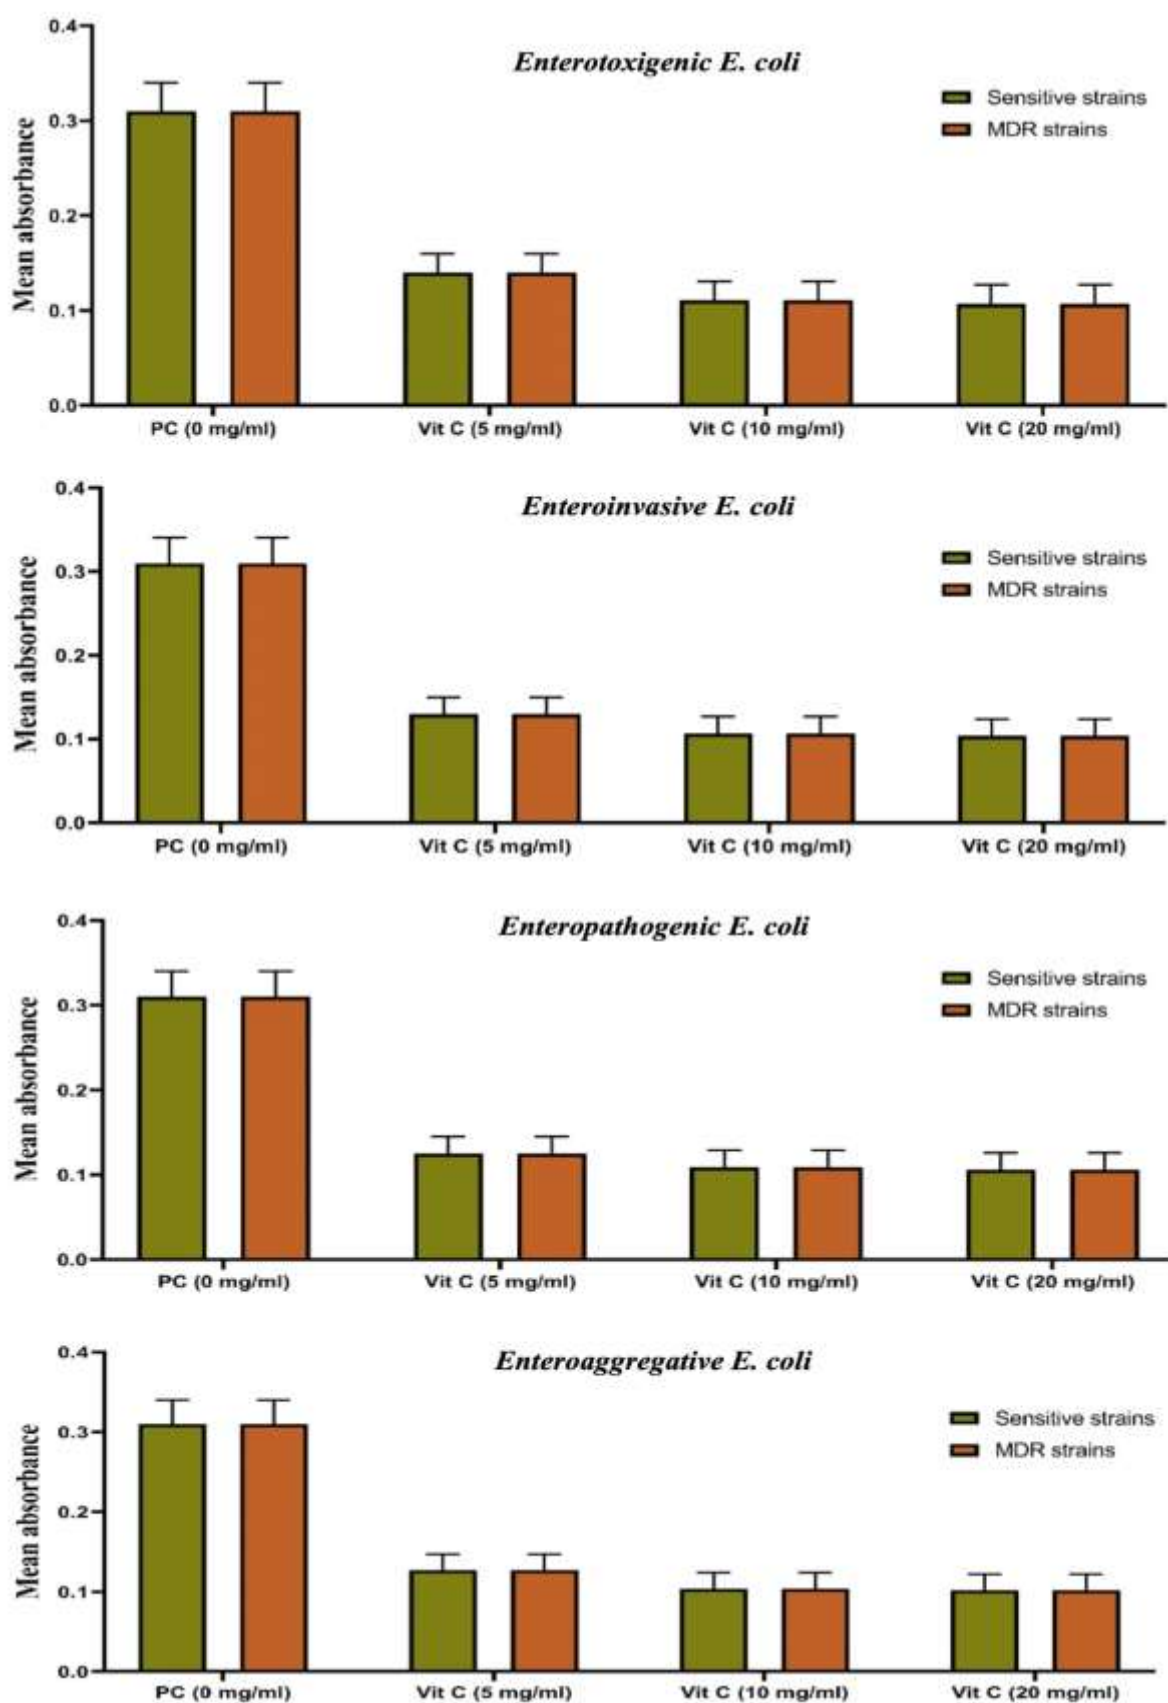 Enterotoxigenic E. coli
Sensitive strains
MDR strains
Mean absorbance
0.4
0.3
0.2
0.1
0.0
PC (0 mg/ml) Vit C (5 mg/ml) Vit C (10 mg/ml) Vit C (20 mg/ml)
Enteroinvasive E. coli
Sensitive strains
MDR strains
Mean absorbance
0.4
0.3
0.2
0.1
0.0
PC (0 mg/ml) Vit C (5 mg/ml) Vit C (10 mg/ml) Vit C (20 mg/ml)
Enteropathogenic E. coli
Sensitive strains
MDR strains
Mean absorbance
0.4
0.3
0.2
0.1
0.0
PC (0 mg/ml) Vit C (5 mg/ml) Vit C (10 mg/ml) Vit C (20 mg/ml)
Enteroaggregative E. coli
Sensitive strains
MDR strains
Mean absorbance
0.4
0.3
0.2
0.1
0.0
PC (0 mg/ml) Vit C (5 mg/ml) Vit C (10 mg/ml) Vit C (20 mg/ml)